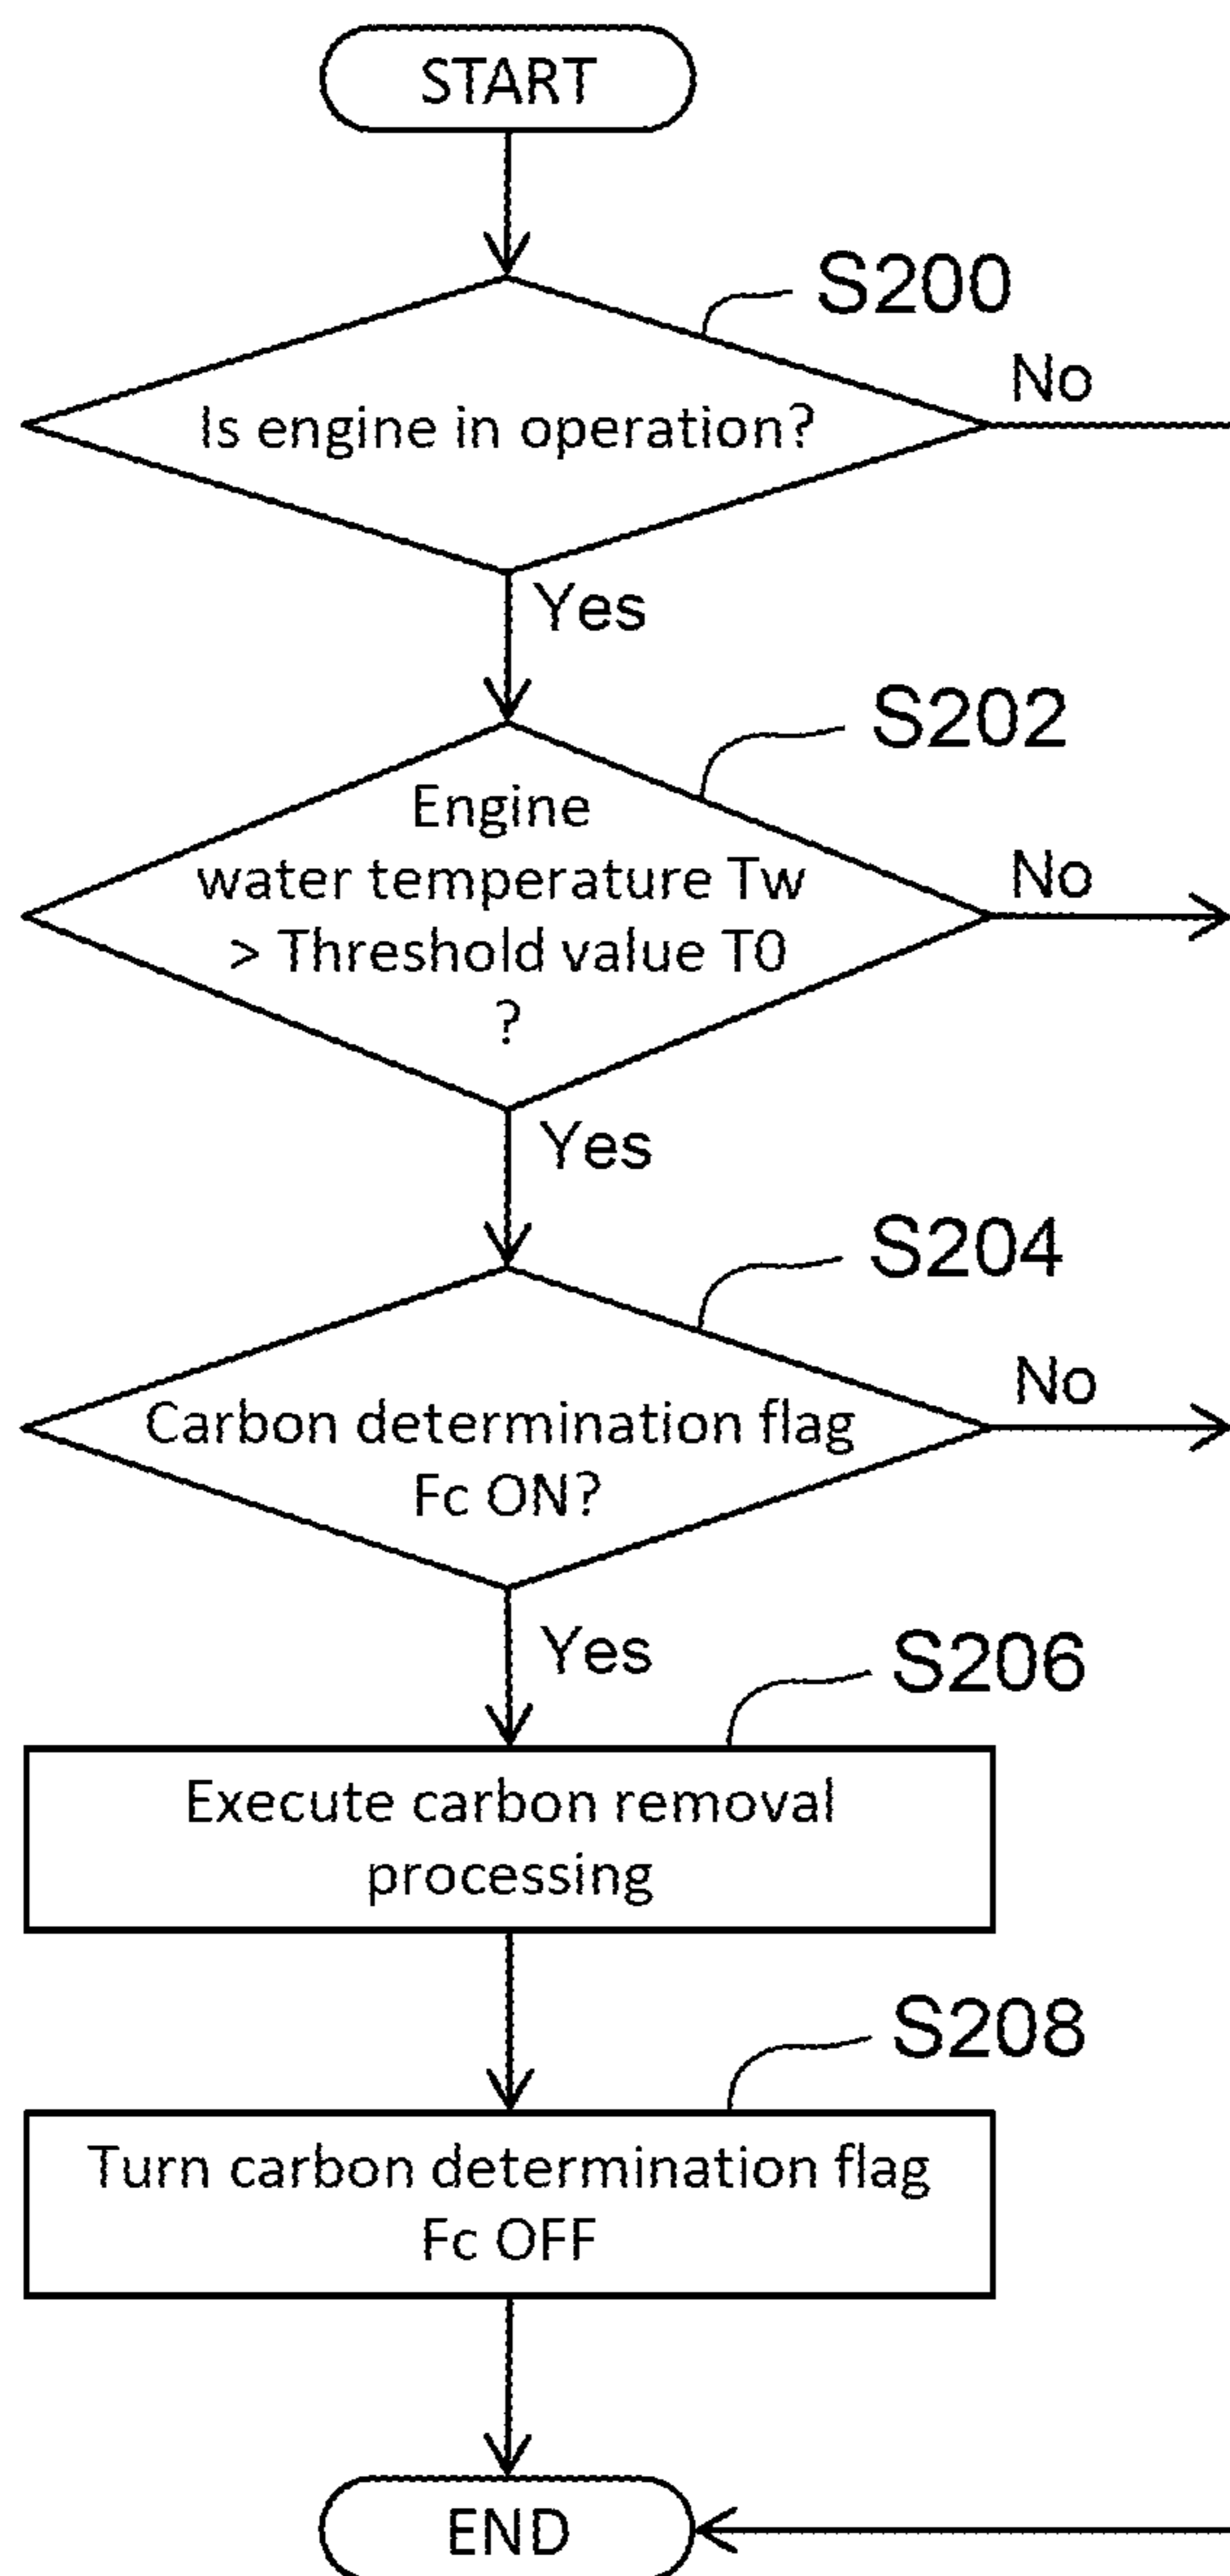 START
S200
Is engine in operation?
No
Yes
S202
Engine
water temperature Tw
> Threshold value T0
?
No
Yes
S204
Carbon determination flag
Fc ON?
No
Yes
S206
Execute carbon removal
processing
S208
Turn carbon determination flag
Fc OFF
END